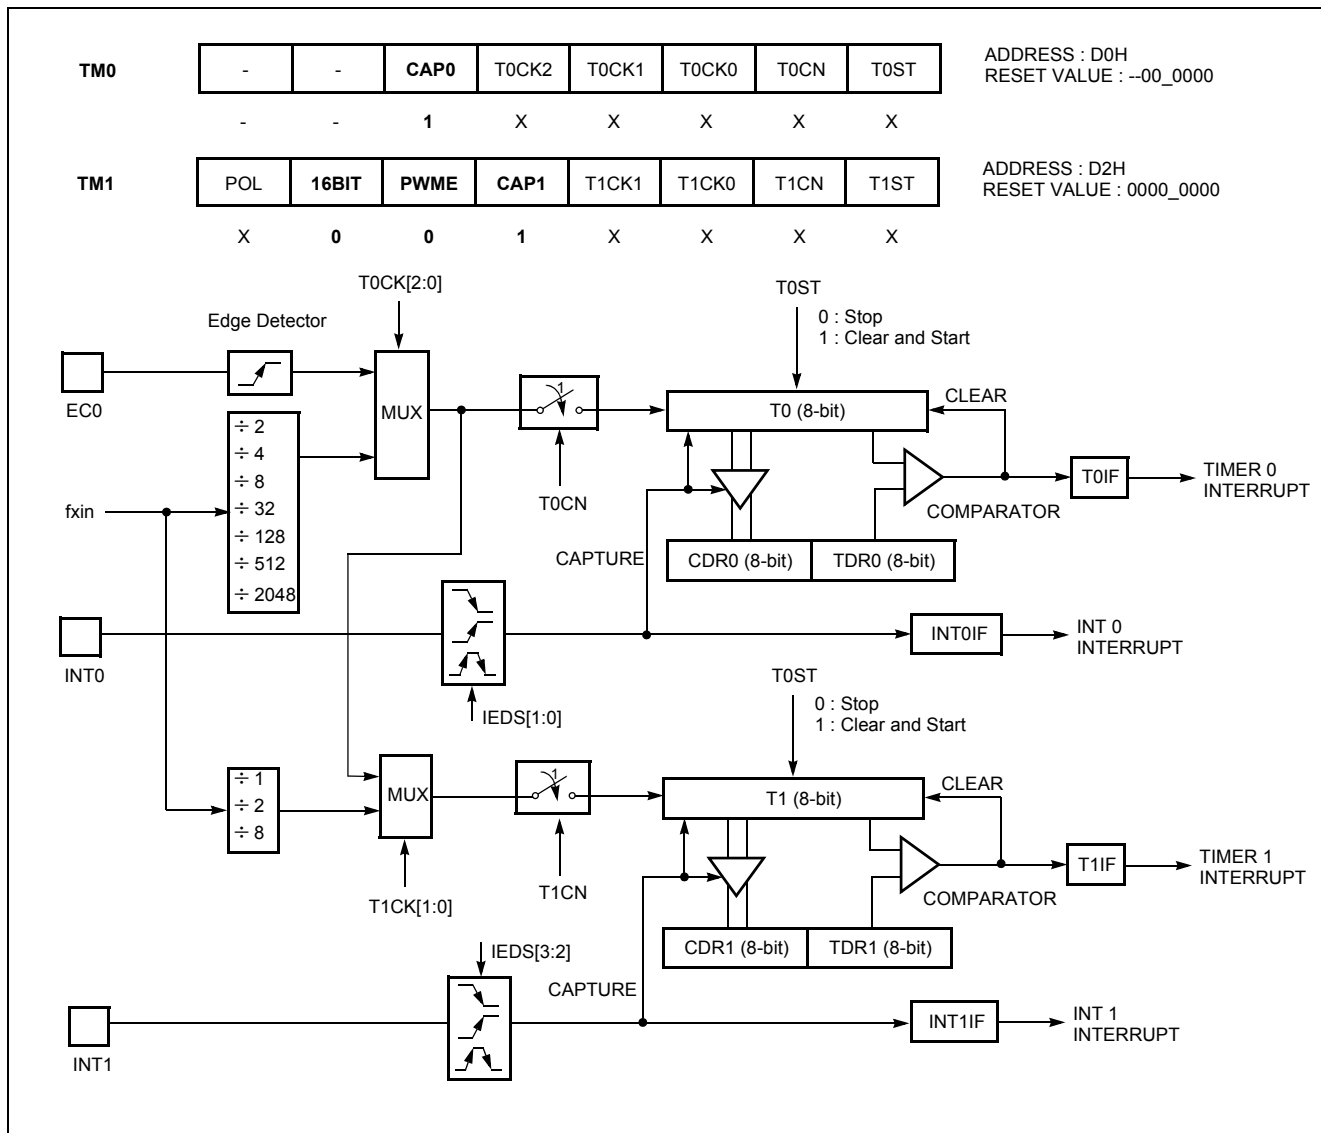 TM0 - - CAP0 T0CK2 T0CK1 T0CK0 T0CN T0ST
ADDRESS : D0H
RESET VALUE : --00_0000
- - 1 X X X X X
TM1 POL 16BIT PWME CAP1 T1CK1 T1CK0 T1CN T1ST
ADDRESS : D2H
RESET VALUE : 0000_0000
X 0 0 1 X X X X
T0CK[2:0]
T0ST
0 : Stop
1 : Clear and Start
Edge Detector
EC0
MUX
1
T0CN
T0 (8-bit)
CLEAR
÷ 2
÷ 4
÷ 8
÷ 32
÷ 128
÷ 512
÷ 2048
fxin
COMPARATOR
T0IF
TIMER 0
INTERRUPT
CAPTURE
CDR0 (8-bit)
TDR0 (8-bit)
INT0
IEDS[1:0]
INT0IF
INT 0
INTERRUPT
T0ST
0 : Stop
1 : Clear and Start
÷ 1
÷ 2
÷ 8
MUX
T1CK[1:0]
1
T1CN
T1 (8-bit)
CLEAR
COMPARATOR
T1IF
TIMER 1
INTERRUPT
CDR1 (8-bit)
TDR1 (8-bit)
IEDS[3:2]
CAPTURE
INT1
INT1IF
INT 1
INTERRUPT